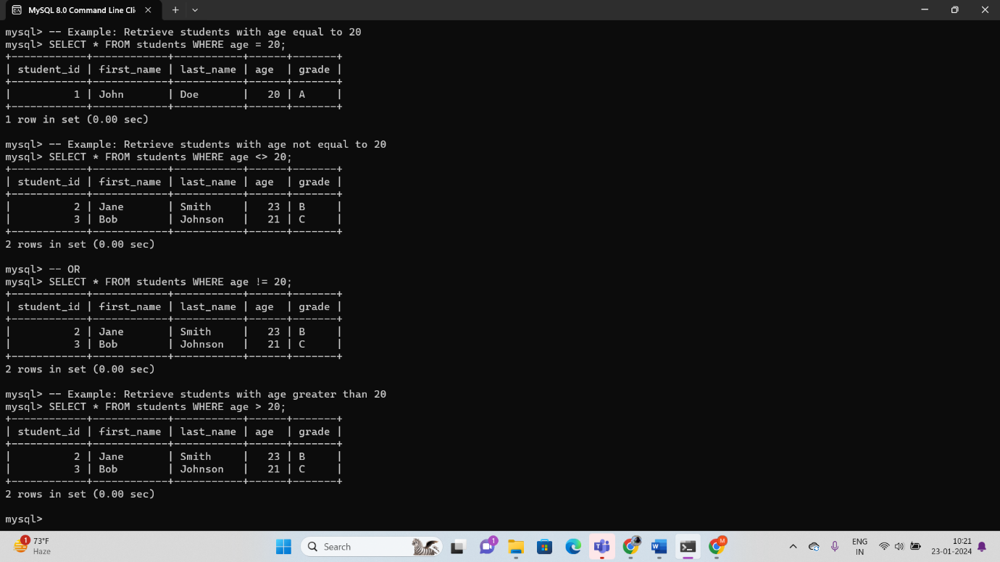 MySQL 8.0 Command Line Cli
mysql> -- Example: Retrieve students with age equal to 20
mysql> SELECT * FROM students WHERE age = 20;
+------------+------------+-----------+------+-------+
| student_id | first_name | last_name | age  | grade |
+------------+------------+-----------+------+-------+
|          1 | John       | Doe       |   20 | A     |
+------------+------------+-----------+------+-------+
1 row in set (0.00 sec)
mysql> -- Example: Retrieve students with age not equal to 20
mysql> SELECT * FROM students WHERE age <> 20;
+------------+------------+-----------+------+-------+
| student_id | first_name | last_name | age  | grade |
+------------+------------+-----------+------+-------+
|          2 | Jane       | Smith     |   23 | B     |
|          3 | Bob        | Johnson   |   21 | C     |
+------------+------------+-----------+------+-------+
2 rows in set (0.00 sec)
mysql> -- OR
mysql> SELECT * FROM students WHERE age != 20;
+------------+------------+-----------+------+-------+
| student_id | first_name | last_name | age  | grade |
+------------+------------+-----------+------+-------+
|          2 | Jane       | Smith     |   23 | B     |
|          3 | Bob        | Johnson   |   21 | C     |
+------------+------------+-----------+------+-------+
2 rows in set (0.00 sec)
mysql> -- Example: Retrieve students with age greater than 20
mysql> SELECT * FROM students WHERE age > 20;
+------------+------------+-----------+------+-------+
| student_id | first_name | last_name | age  | grade |
+------------+------------+-----------+------+-------+
|          2 | Jane       | Smith     |   23 | B     |
|          3 | Bob        | Johnson   |   21 | C     |
+------------+------------+-----------+------+-------+
2 rows in set (0.00 sec)
mysql>
1
73°F
Haze
Search
1
W
M
ENG
IN
10:21
23-01-2024